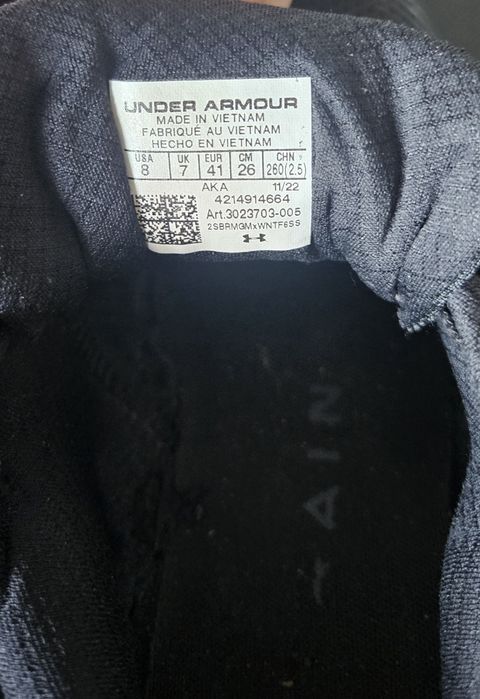 UNDER ARMOUR
MADE IN VIETNAM
FABRIQUÉ AU VIETNAM
HECHO EN VIETNAM
USA UK EUR CM CHN
8 7 41 26 260(2.5)
AKA 11/22
4214914664
Art.3023703-005
2SBRMGMxWNTF6SS
AIN